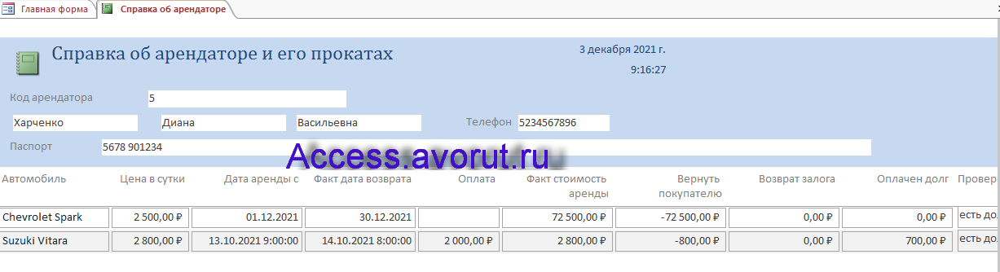 Главная форма Справка об арендаторе
Справка об арендаторе и его прокатах 3 декабря 2021 г.
9:16:27
Код арендатора 5
Харченко Диана Васильевна Телефон 5234567896
Паспорт 5678 901234
Access.avorut.ru
Автомобиль Цена в сутки Дата аренды с Факт дата возврата Оплата Факт стоимость аренды Вернуть покупателю Возврат залога Оплачен долг Провер
Chevrolet Spark 2 500,00 ₽ 01.12.2021 30.12.2021 72 500,00 ₽ -72 500,00 ₽ 0,00 ₽ 0,00 ₽ есть до
Suzuki Vitara 2 800,00 ₽ 13.10.2021 9:00:00 14.10.2021 8:00:00 2 000,00 ₽ 2 800,00 ₽ -800,00 ₽ 0,00 ₽ 700,00 ₽ есть до